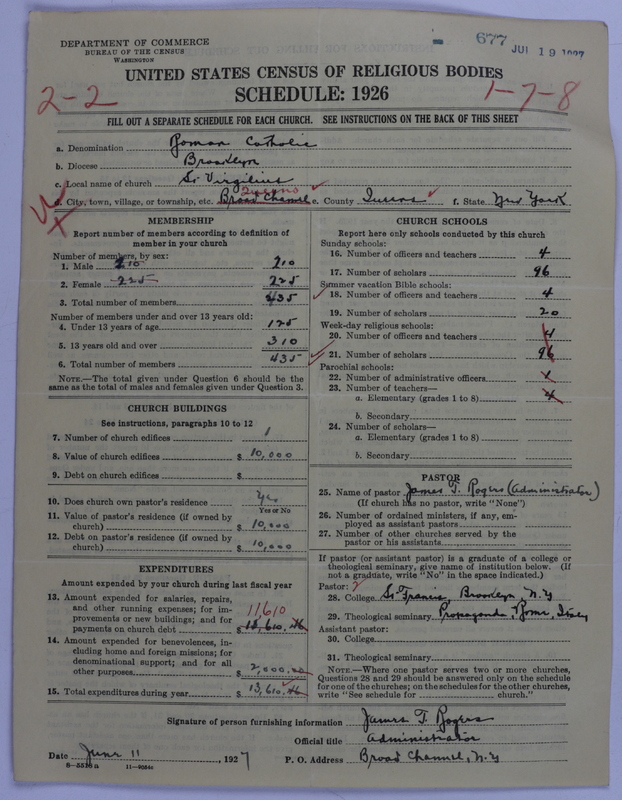 DEPARTMENT OF COMMERCE
BUREAU OF THE CENSUS
WASHINGTON
677
JUL 19 1927
UNITED STATES CENSUS OF RELIGIOUS BODIES
SCHEDULE: 1926
2-2
1-7-8
FILL OUT A SEPARATE SCHEDULE FOR EACH CHURCH. SEE INSTRUCTIONS ON THE BACK OF THIS SHEET
a. Denomination Roman Catholic
b. Diocese Brooklyn
c. Local name of church St. Virgilius
Queens
d. City, town, village, or township, etc. Broad Channel e. County Queens f. State New York
MEMBERSHIP
Report number of members according to definition of
member in your church
Number of members, by sex:
1. Male 210 210
2. Female 225 225
3. Total number of members 435
Number of members under and over 13 years old:
4. Under 13 years of age 125
5. 13 years old and over 310
6. Total number of members 435
NOTE.—The total given under Question 6 should be the
same as the total of males and females given under Question 3.
CHURCH BUILDINGS
See instructions, paragraphs 10 to 12
7. Number of church edifices 1
8. Value of church edifices $ 10,000
9. Debt on church edifices $
10. Does church own pastor's residence Yes
Yes or No
11. Value of pastor's residence (if owned by
church) $ 10,000
12. Debt on pastor's residence (if owned by
church) $ 10,000
EXPENDITURES
Amount expended by your church during last fiscal year
13. Amount expended for salaries, repairs,
and other running expenses; for im-
provements or new buildings; and for
11,610
payments on church debt $ 13,610.46
14. Amount expended for benevolences, in-
cluding home and foreign missions; for
denominational support; and for all
other purposes $ 2,000.00
15. Total expenditures during year $ 13,610.46
CHURCH SCHOOLS
Report here only schools conducted by this church
Sunday schools:
16. Number of officers and teachers 4
17. Number of scholars 96
Summer vacation Bible schools:
18. Number of officers and teachers 4
19. Number of scholars 20
Week-day religious schools:
20. Number of officers and teachers 4
21. Number of scholars 96
Parochial schools:
22. Number of administrative officers
23. Number of teachers—
a. Elementary (grades 1 to 8) 4
b. Secondary
24. Number of scholars—
a. Elementary (grades 1 to 8)
b. Secondary
PASTOR
25. Name of pastor James T. Rogers (Administrator)
(If church has no pastor, write "None")
26. Number of ordained ministers, if any, em-
ployed as assistant pastors
27. Number of other churches served by the
pastor or his assistants
If pastor (or assistant pastor) is a graduate of a college or
theological seminary, give name of institution below. (If
not a graduate, write "No" in the space indicated.)
Pastor: 2
28. College St. Francis, Brooklyn, N.Y
29. Theological seminary Propaganda, Rome, Italy
Assistant pastor:
30. College
31. Theological seminary
NOTE.—Where one pastor serves two or more churches,
Questions 28 and 29 should be answered only on the schedule
for one of the churches; on the schedules for the other churches,
write "See schedule for church."
Signature of person furnishing information James T. Rogers
Official title Administrator
Date June 11, 1927 P. O. Address Broad Channel, N.Y
11—9054